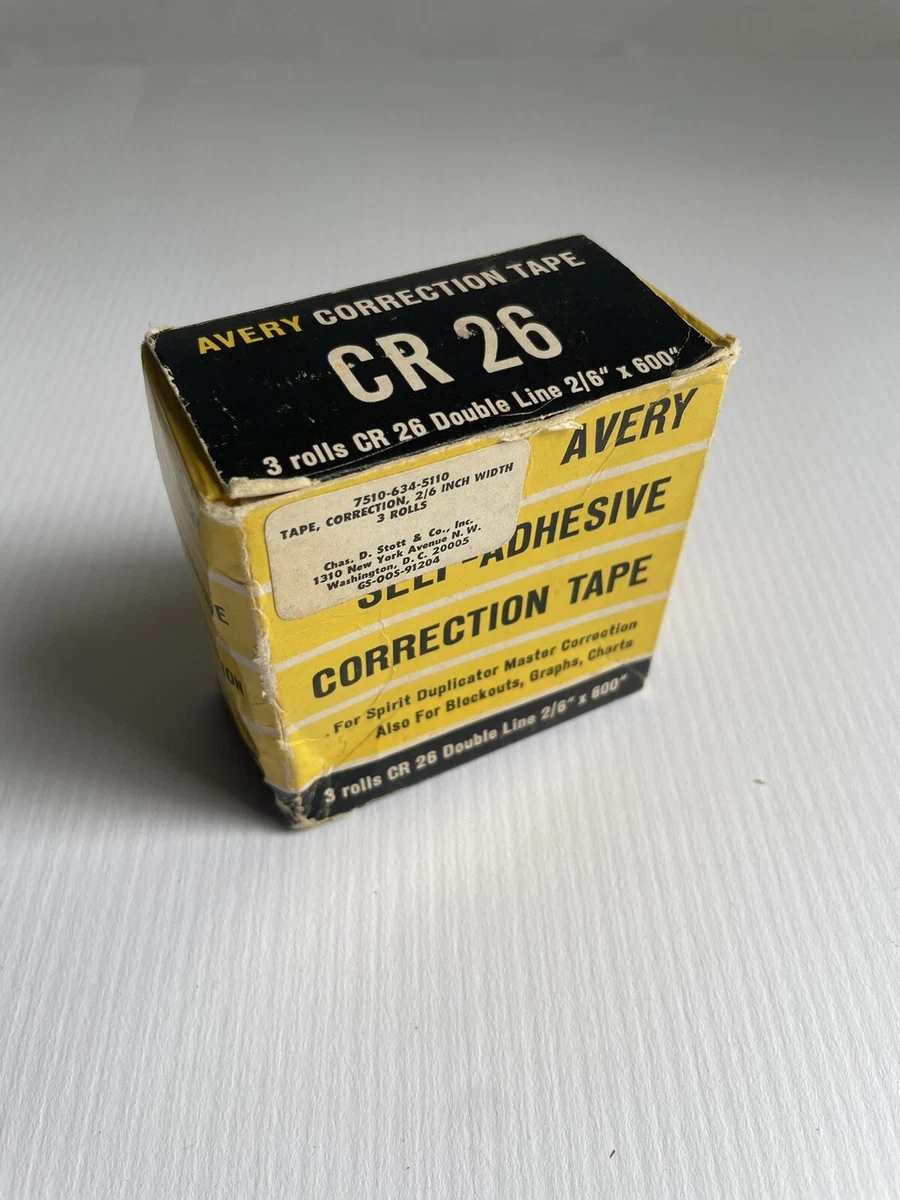 AVERY CORRECTION TAPE
CR 26
3 rolls CR 26 Double Line 2/6" x 600"
AVERY
7510-634-5110
TAPE, CORRECTION, 2/6 INCH WIDTH
3 ROLLS
Chas. D. Stott & Co., Inc.
1310 New York Avenue N. W.
Washington, D. C. 20005
GS-OOS-91204
SELF-ADHESIVE
CORRECTION TAPE
For Spirit Duplicator Master Correction
Also For Blockouts, Graphs, Charts
3 rolls CR 26 Double Line 2/6" x 600"